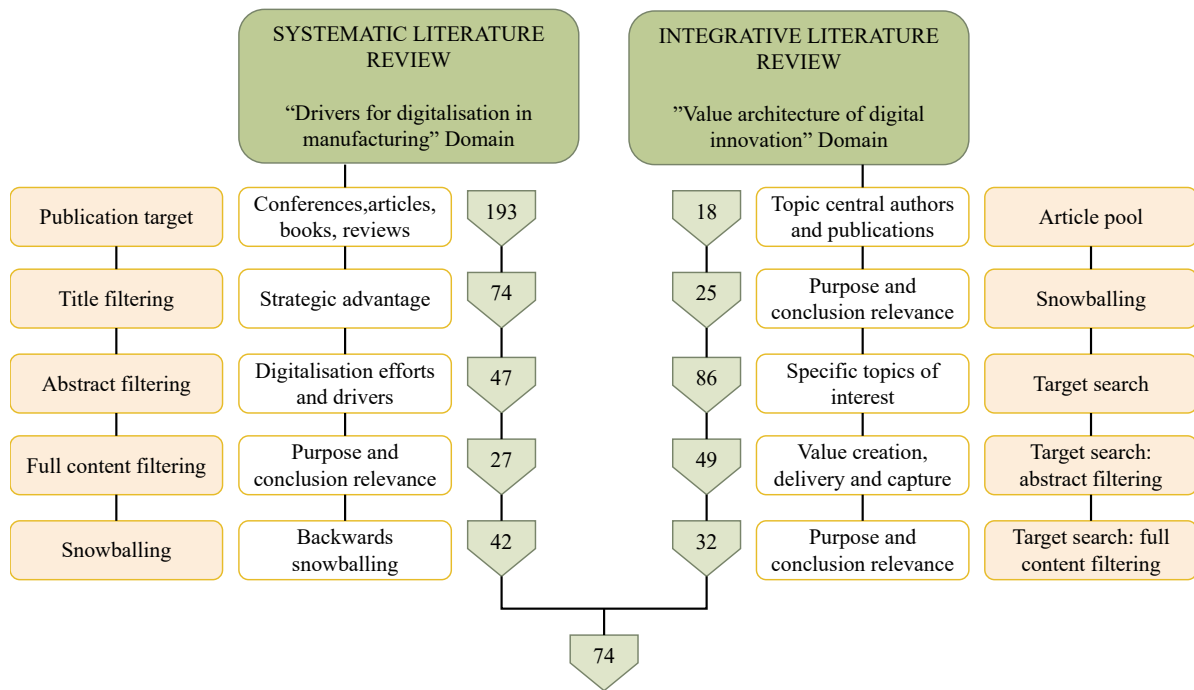 SYSTEMATIC LITERATURE
REVIEW
“Drivers for digitalisation in
manufacturing” Domain
INTEGRATIVE LITERATURE
REVIEW
”Value architecture of digital
innovation” Domain
Publication target
Conferences,articles,
books, reviews
193
18
Topic central authors
and publications
Article pool
Title filtering
Strategic advantage
74
25
Purpose and
conclusion relevance
Snowballing
Abstract filtering
Digitalisation efforts
and drivers
47
86
Specific topics of
interest
Target search
Full content filtering
Purpose and
conclusion relevance
27
49
Value creation,
delivery and capture
Target search:
abstract filtering
Snowballing
Backwards
snowballing
42
32
Purpose and
conclusion relevance
Target search: full
content filtering
74